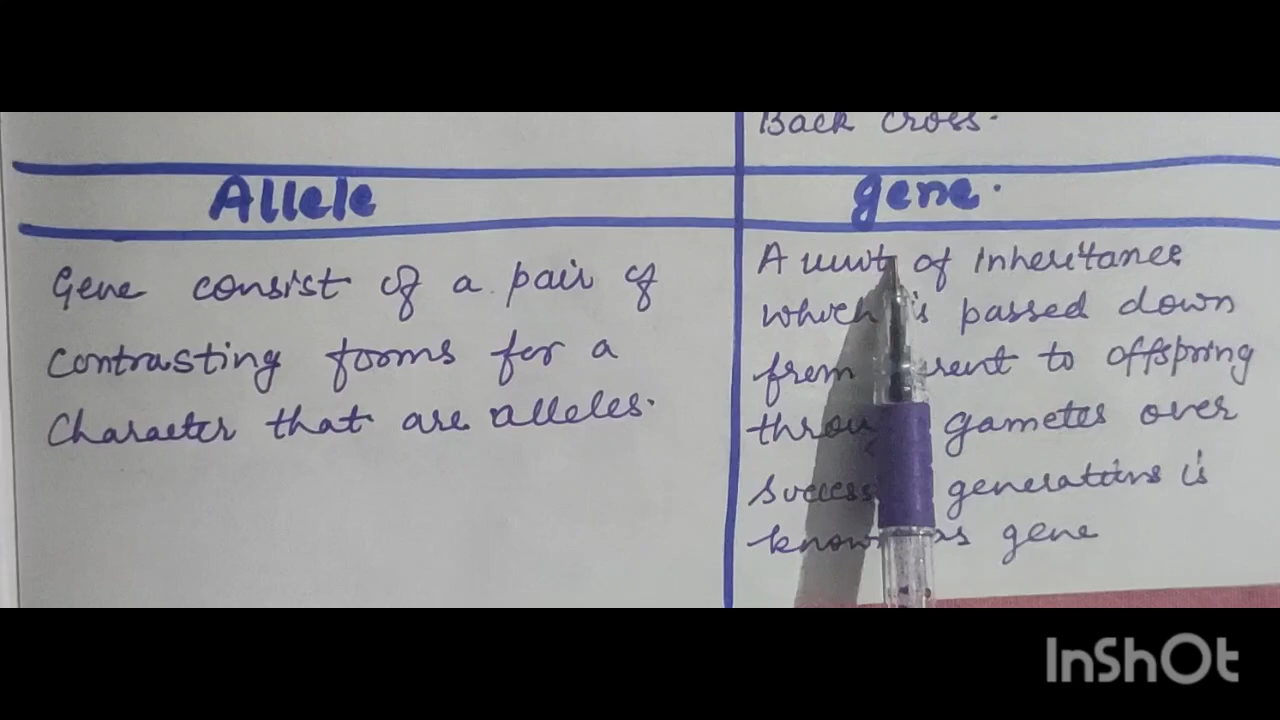 Back Cross.
Allele
gene.
Gene consist of a pair of
contrasting forms for a
Character that are alleles.
A unit of inheritance
which is passed down
from to offspring
gametes over
generations is
gene
InShOt